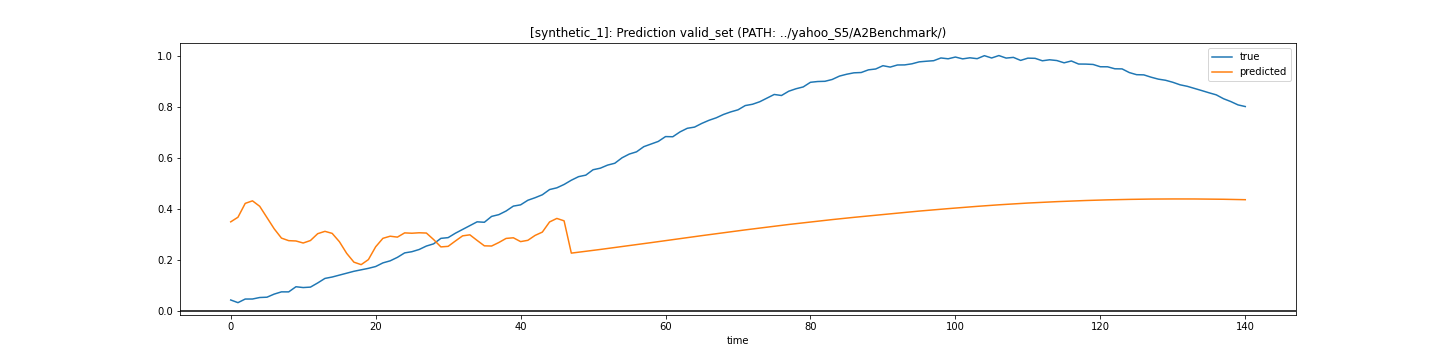 [synthetic_1]: Prediction valid_set (PATH: ../yahoo_S5/A2Benchmark/)
true
predicted
1.0
0.8
0.6
0.4
0.2
0.0
0 20 40 60 80 100 120 140
time